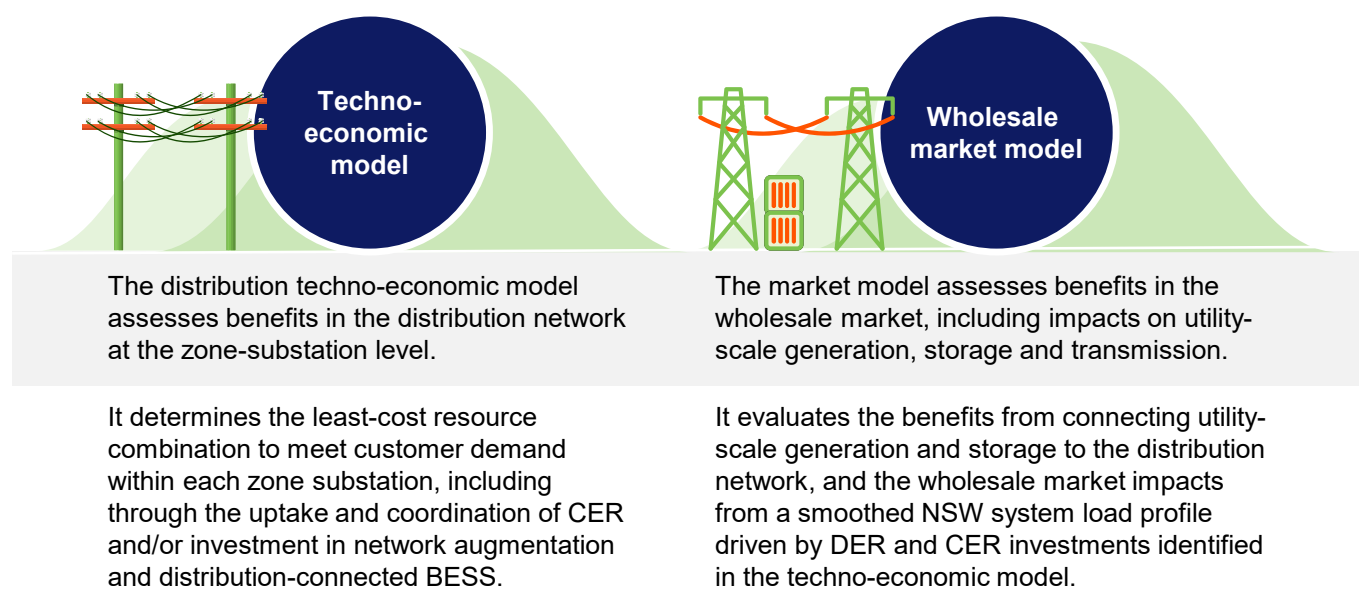 Techno-
economic
model
The distribution techno-economic model
assesses benefits in the distribution network
at the zone-substation level.
It determines the least-cost resource
combination to meet customer demand
within each zone substation, including
through the uptake and coordination of CER
and/or investment in network augmentation
and distribution-connected BESS.
Wholesale
market model
The market model assesses benefits in the
wholesale market, including impacts on utility-
scale generation, storage and transmission.
It evaluates the benefits from connecting utility-
scale generation and storage to the distribution
network, and the wholesale market impacts
from a smoothed NSW system load profile
driven by DER and CER investments identified
in the techno-economic model.